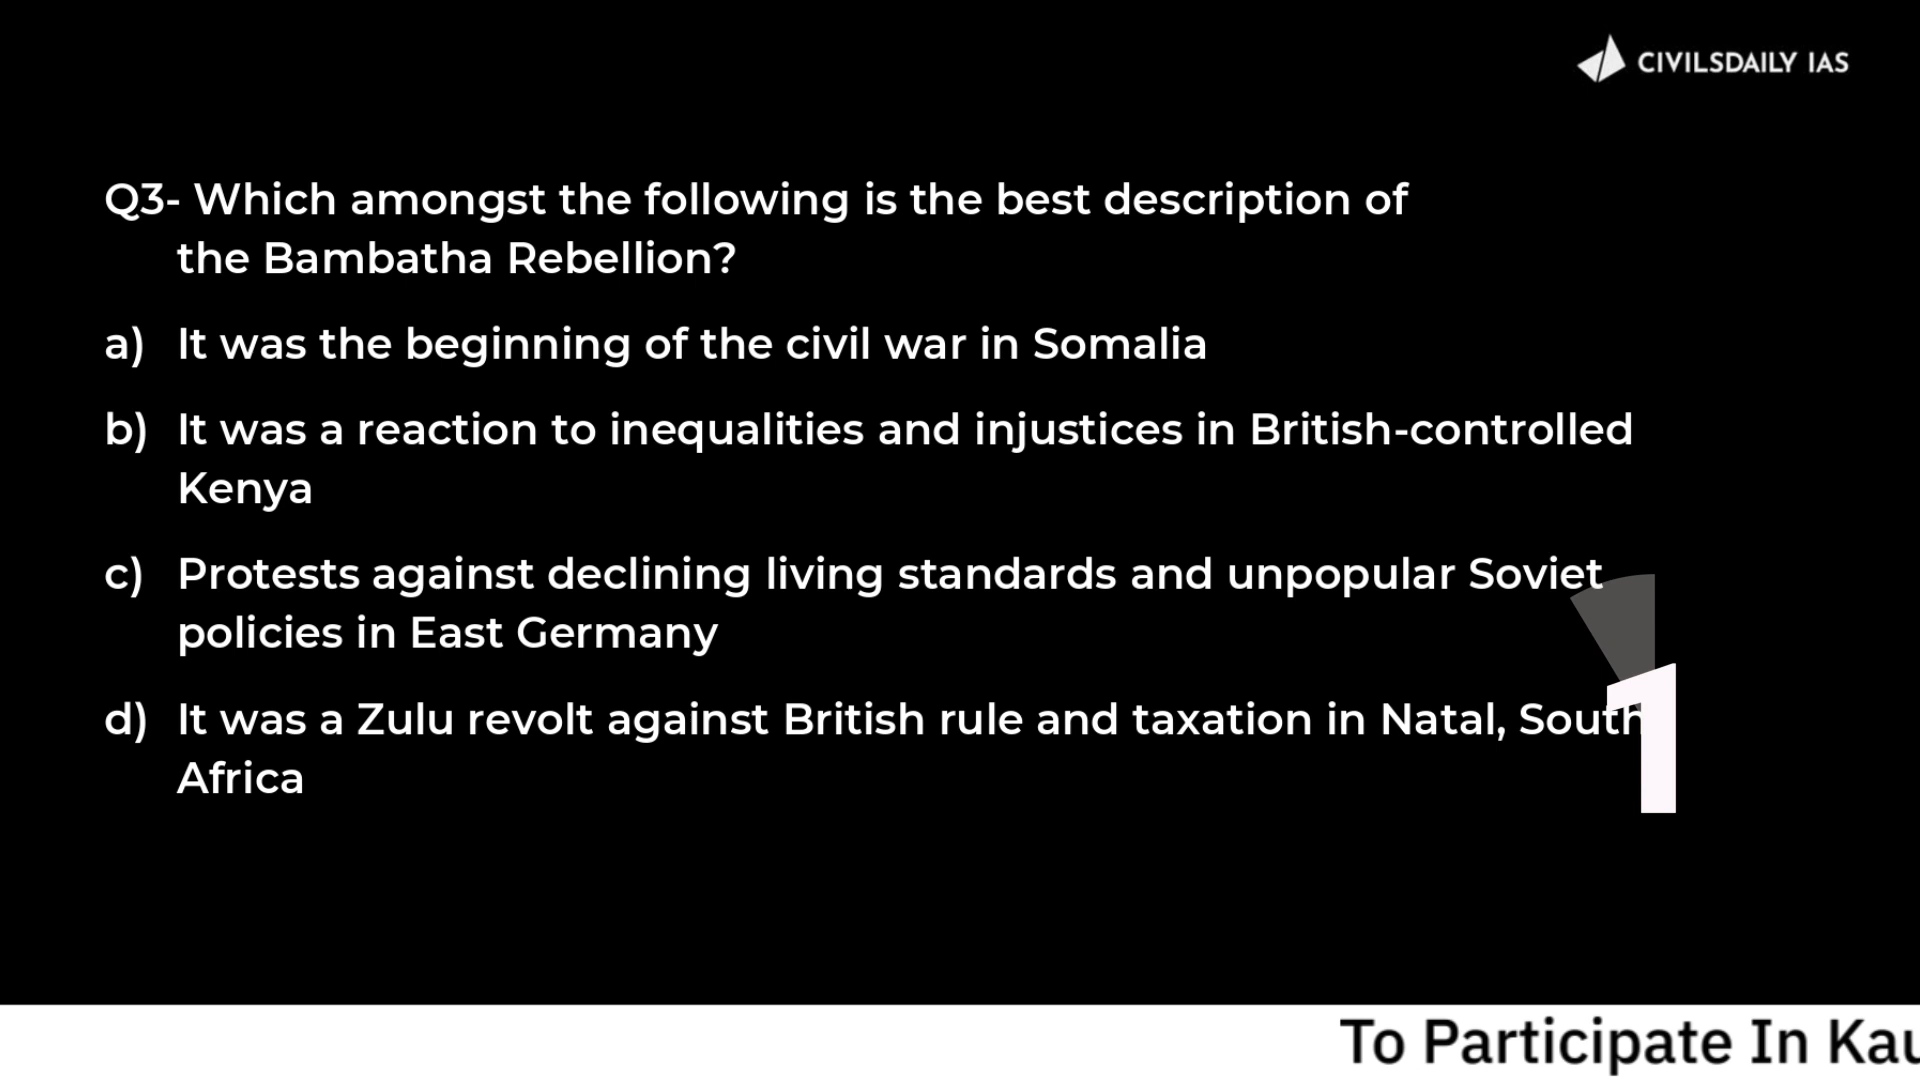 CIVILSDAILY IAS
Q3- Which amongst the following is the best description of
the Bambatha Rebellion?
a) It was the beginning of the civil war in Somalia
b) It was a reaction to inequalities and injustices in British-controlled
Kenya
c) Protests against declining living standards and unpopular Soviet
policies in East Germany
d) It was a Zulu revolt against British rule and taxation in Natal, South
Africa
1
To Participate In Kau